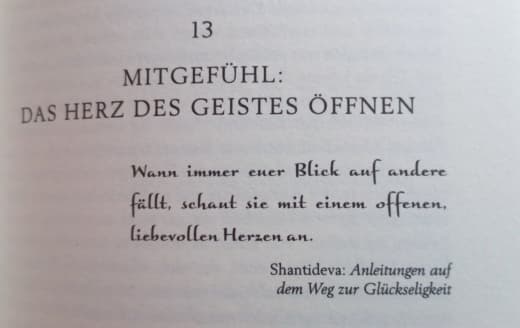 13
MITGEFÜHL:
DAS HERZ DES GEISTES ÖFFNEN
Wann immer euer Blick auf andere
fällt, schaut sie mit einem offenen,
liebevollen Herzen an.
Shantideva: Anleitungen auf
dem Weg zur Glückseligkeit